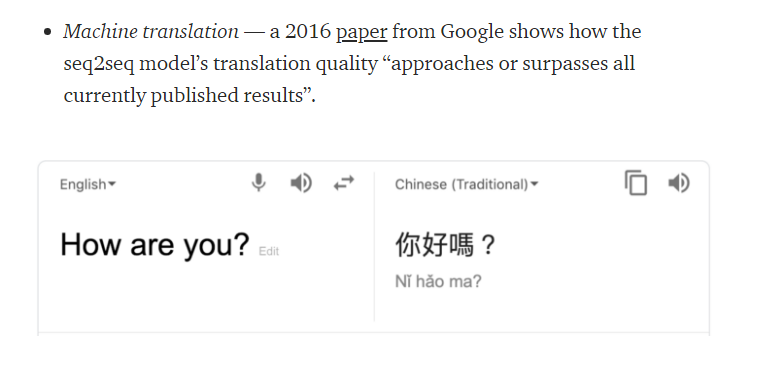 Machine translation — a 2016 paper from Google shows how the
seq2seq model’s translation quality “approaches or surpasses all
currently published results”.
English
Chinese (Traditional)
How are you? Edit
你好嗎？
Nǐ hǎo ma?